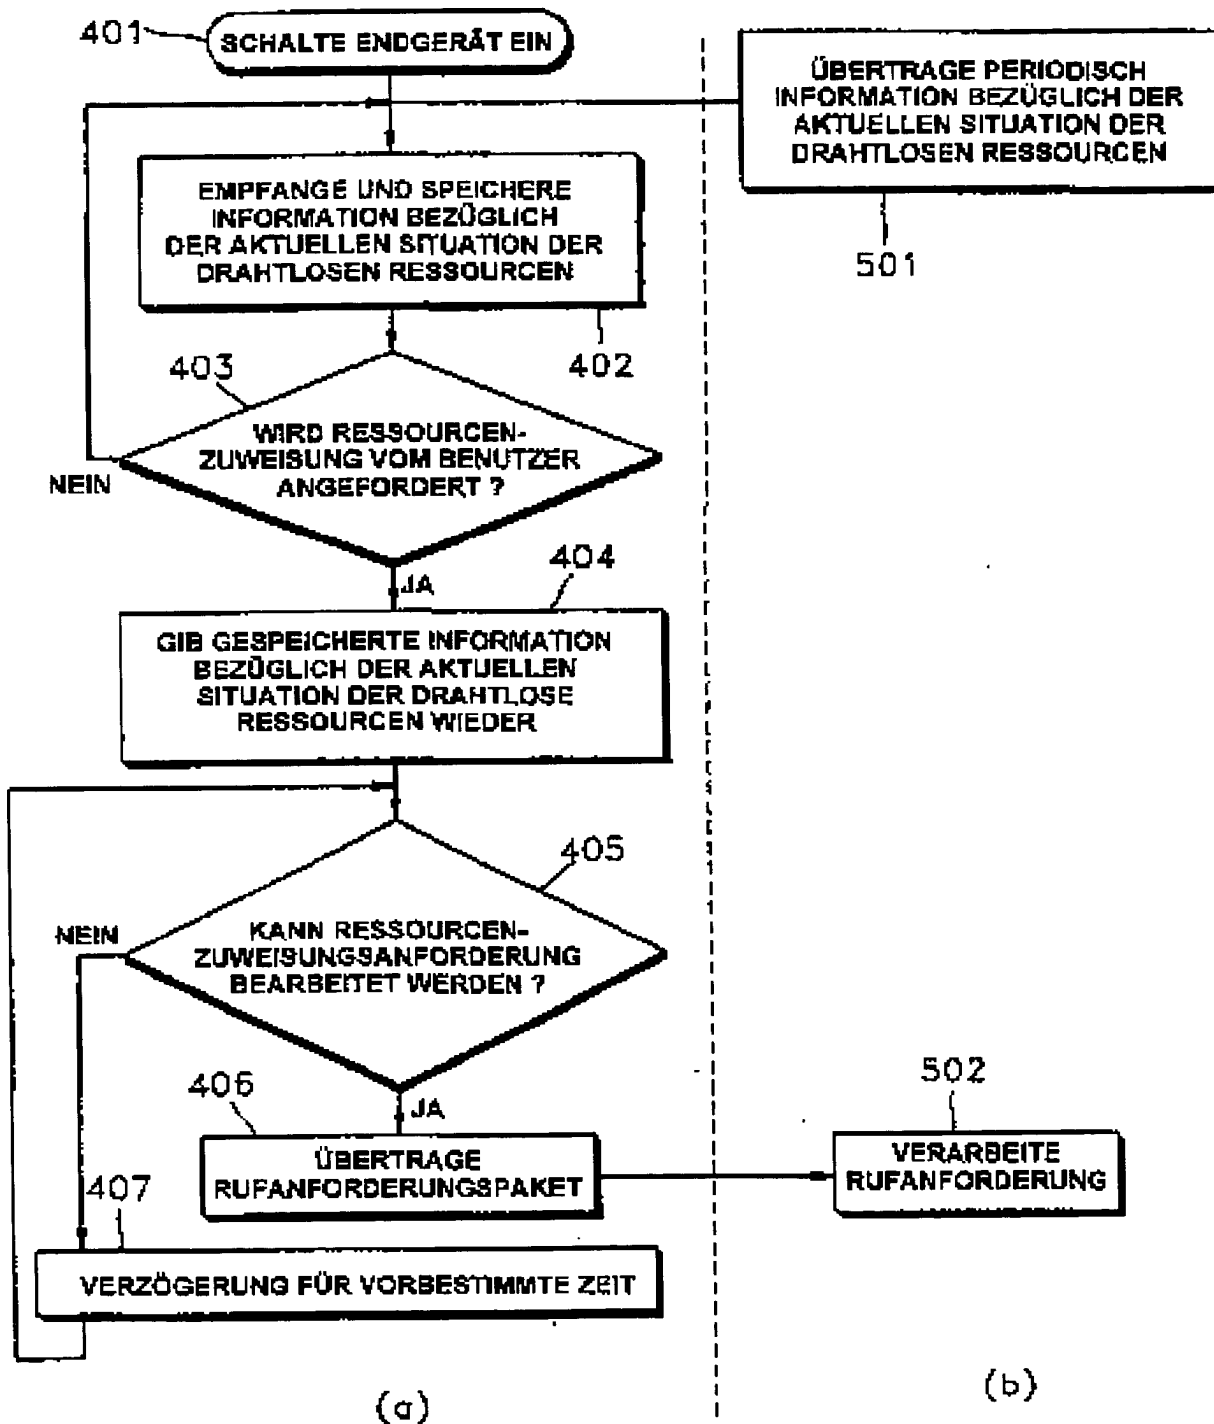 401
SCHALTE ENDGERÄT EIN
ÜBERTRAGE PERIODISCH
INFORMATION BEZÜGLICH DER
AKTUELLEN SITUATION DER
DRAHTLOSEN RESSOURCEN
501
EMPFANGE UND SPEICHERE
INFORMATION BEZÜGLICH
DER AKTUELLEN SITUATION DER
DRAHTLOSEN RESSOURCEN
402
403
WIRD RESSOURCEN-
ZUWEISUNG VOM BENUTZER
ANGEFORDERT ?
NEIN
JA
404
GIB GESPEICHERTE INFORMATION
BEZÜGLICH DER AKTUELLEN
SITUATION DER DRAHTLOSE
RESSOURCEN WIEDER
405
KANN RESSOURCEN-
ZUWEISUNGSANFORDERUNG
BEARBEITET WERDEN ?
NEIN
JA
406
ÜBERTRAGE
RUFANFORDERUNGSPAKET
502
VERARBEITE
RUFANFORDERUNG
407
VERZÖGERUNG FÜR VORBESTIMMTE ZEIT
(a)
(b)